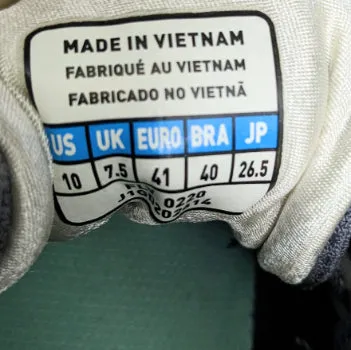 MADE IN VIETNAM
FABRIQUÉ AU VIETNAM
FABRICADO NO VIETNÃ
US UK EURO BRA JP
10 7.5 41 40 26.5
0220